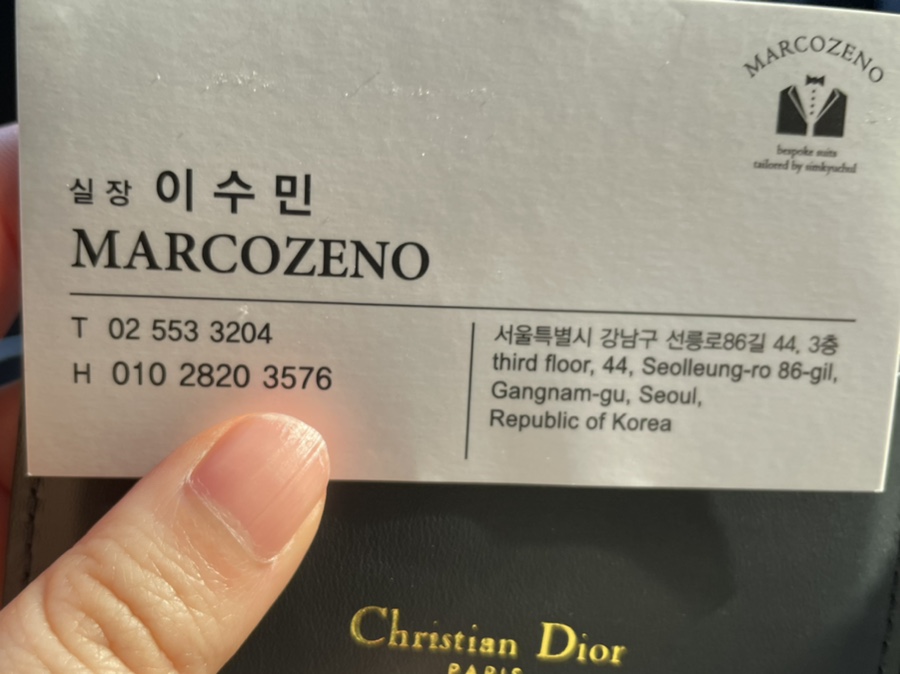 MARCOZENO
bespoke suits
tailored by simkyuchul
실장 이수민
MARCOZENO
T 02 553 3204
H 010 2820 3576
서울특별시 강남구 선릉로86길 44, 3층
third floor, 44, Seolleung-ro 86-gil,
Gangnam-gu, Seoul,
Republic of Korea
Christian Dior
PARIS